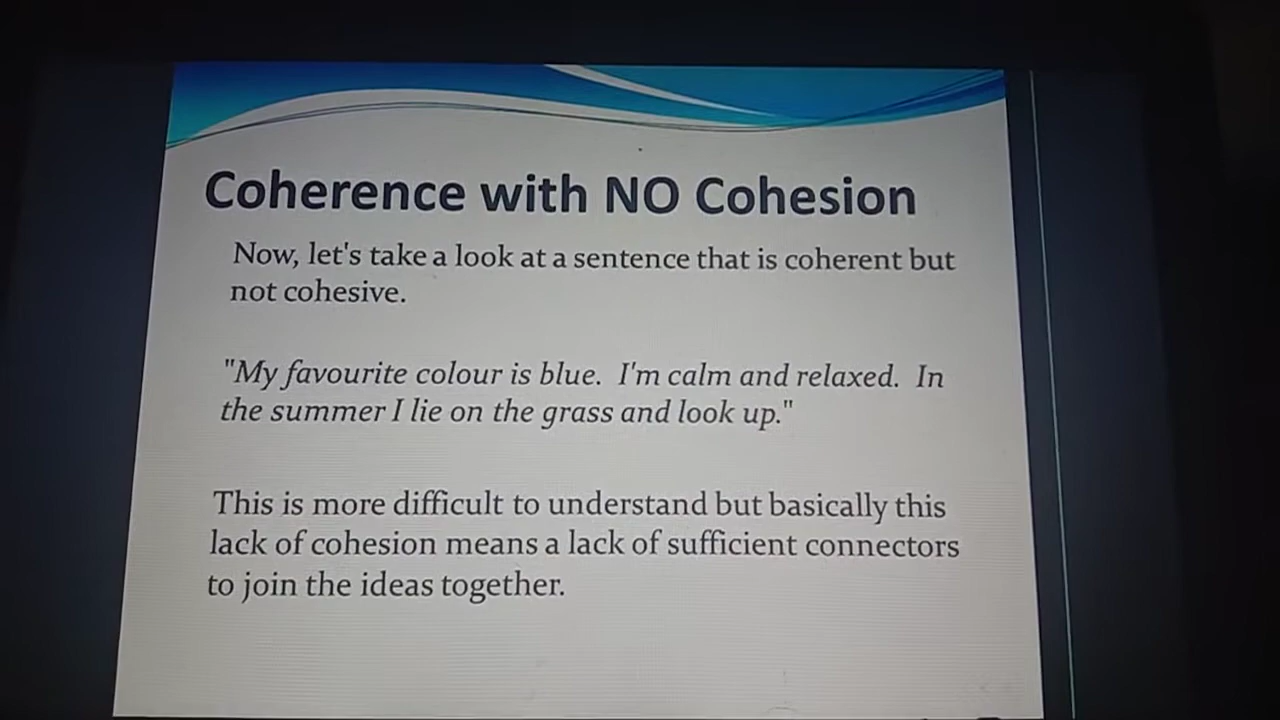 Coherence with NO Cohesion
Now, let's take a look at a sentence that is coherent but
not cohesive.
"My favourite colour is blue.  I'm calm and relaxed.  In
the summer I lie on the grass and look up."
This is more difficult to understand but basically this
lack of cohesion means a lack of sufficient connectors
to join the ideas together.